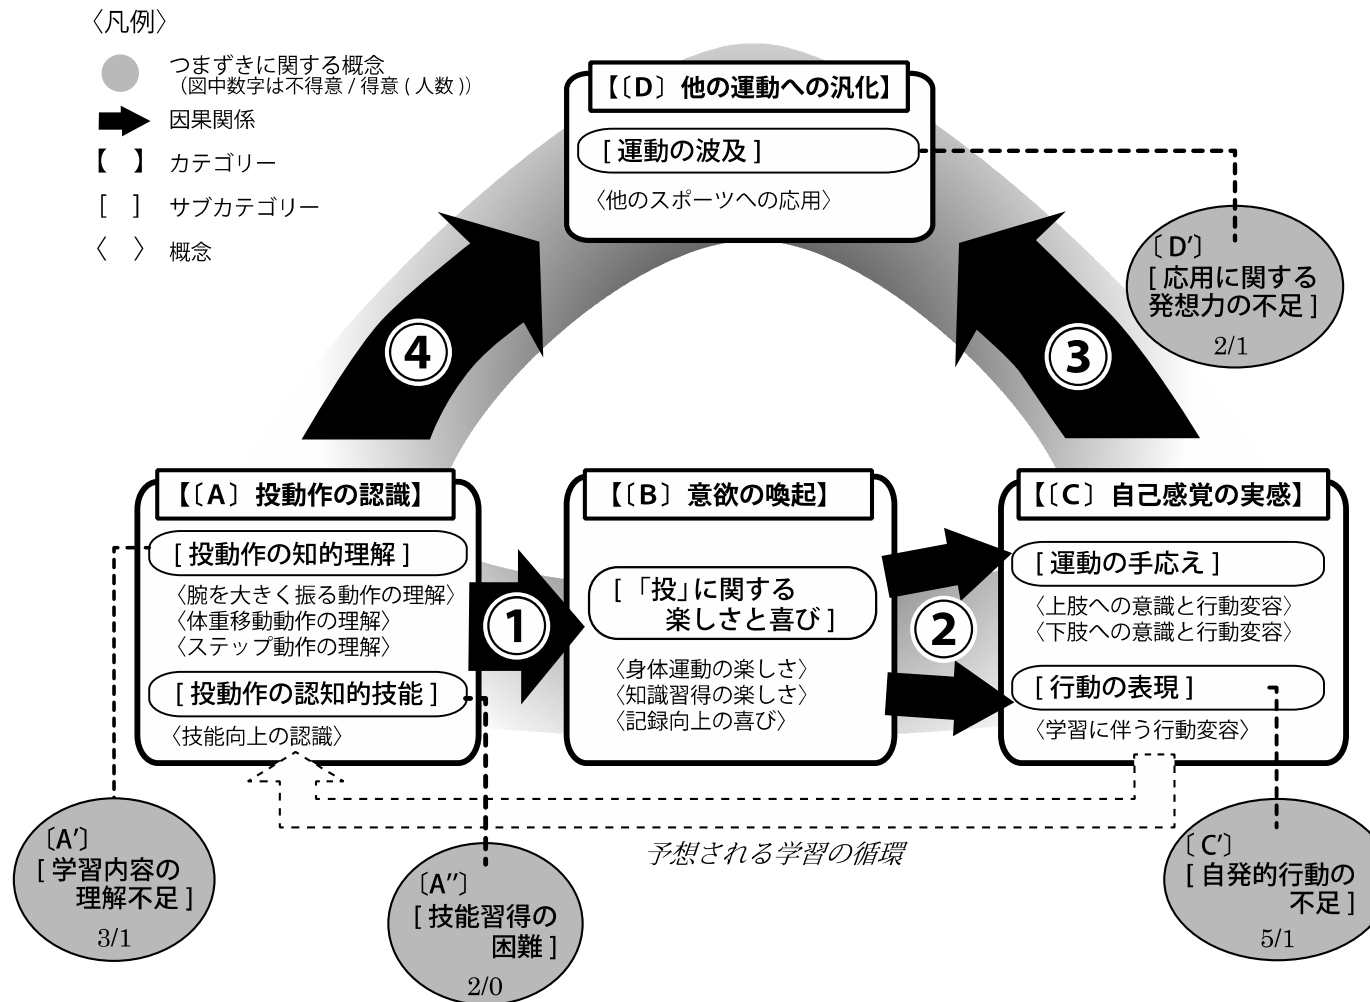 〈凡例〉
つまずきに関する概念
（図中数字は不得意 / 得意 ( 人数 )）
因果関係
【　】 カテゴリー
[　] サブカテゴリー
〈　〉 概念
【〔D〕他の運動への汎化】
[ 運動の波及 ]
〈他のスポーツへの応用〉
〔D′〕
[ 応用に関する
発想力の不足 ]
2/1
④
③
【〔A〕投動作の認識】
[ 投動作の知的理解 ]
〈腕を大きく振る動作の理解〉
〈体重移動動作の理解〉
〈ステップ動作の理解〉
[ 投動作の認知的技能 ]
〈技能向上の認識〉
①
【〔B〕意欲の喚起】
[ 「投」に関する
楽しさと喜び ]
〈身体運動の楽しさ〉
〈知識習得の楽しさ〉
〈記録向上の喜び〉
②
【〔C〕自己感覚の実感】
[ 運動の手応え ]
〈上肢への意識と行動変容〉
〈下肢への意識と行動変容〉
[ 行動の表現 ]
〈学習に伴う行動変容〉
予想される学習の循環
〔A′〕
[ 学習内容の
理解不足 ]
3/1
〔A″〕
[ 技能習得の
困難 ]
2/0
〔C′〕
[ 自発的行動の
不足 ]
5/1